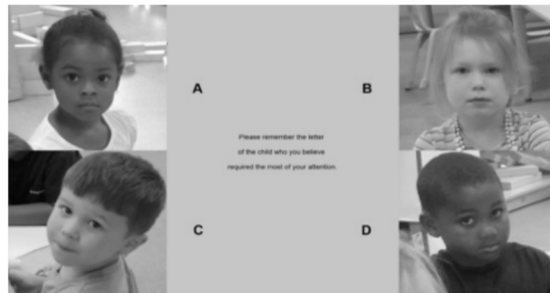 A
B
Please remember the letter
of the child who you believe
required the most of your attention.
C
D